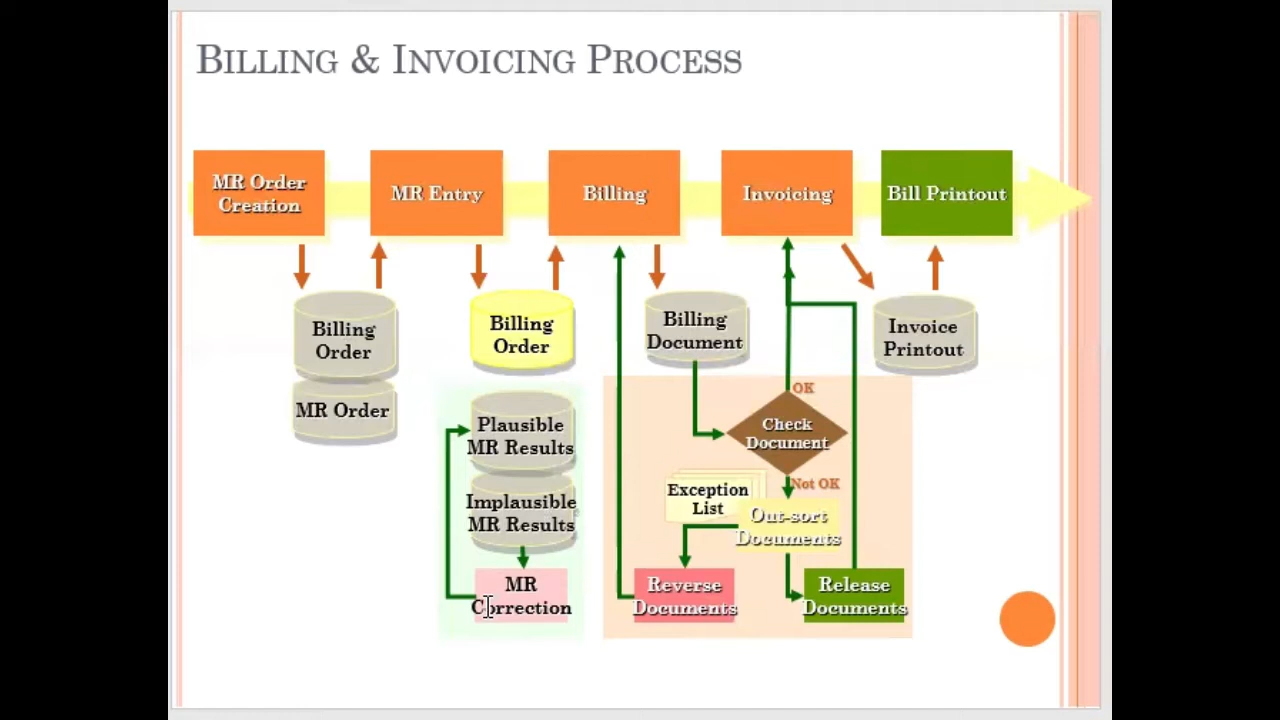 BILLING & INVOICING PROCESS
MR Order
Creation
MR Entry
Billing
Invoicing
Bill Printout
Billing
Order
MR Order
Billing
Order
Plausible
MR Results
Implausible
MR Results
MR
Correction
Billing
Document
OK
Check
Document
Not OK
Exception
List
Out-sort
Documents
Reverse
Documents
Release
Documents
Invoice
Printout